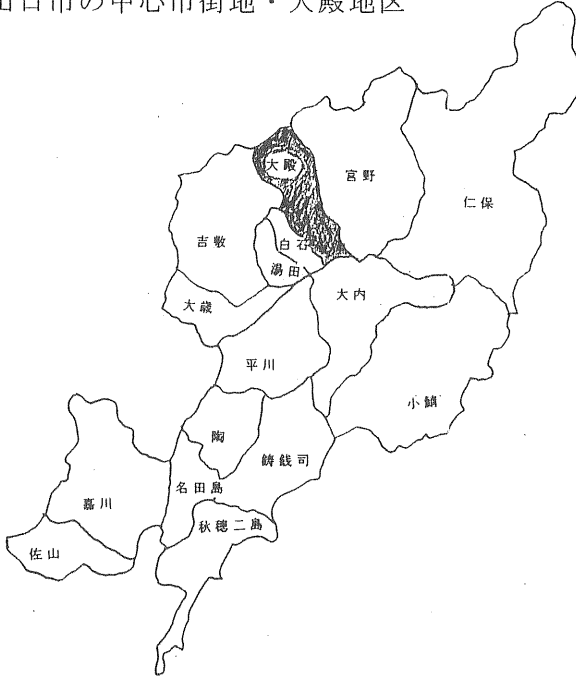 山口市の中心市街地・大殿地区
大殿
宮野
仁保
吉敷
白石
湯田
大内
大歳
平川
小鯖
陶
鋳銭司
名田島
嘉川
秋穂二島
佐山